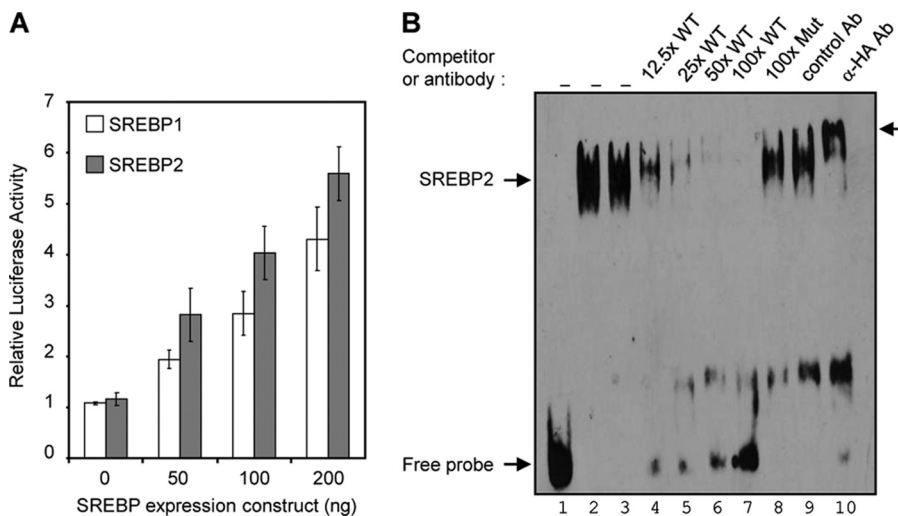 A
Relative Luciferase Activity
7
6
5
4
3
2
1
0
SREBP1
SREBP2
0 50 100 200
SREBP expression construct (ng)
B
Competitor
or antibody :
– – – 12.5x WT 25x WT 50x WT 100x WT 100x Mut control Ab α-HA Ab
SREBP2
Free probe
1 2 3 4 5 6 7 8 9 10